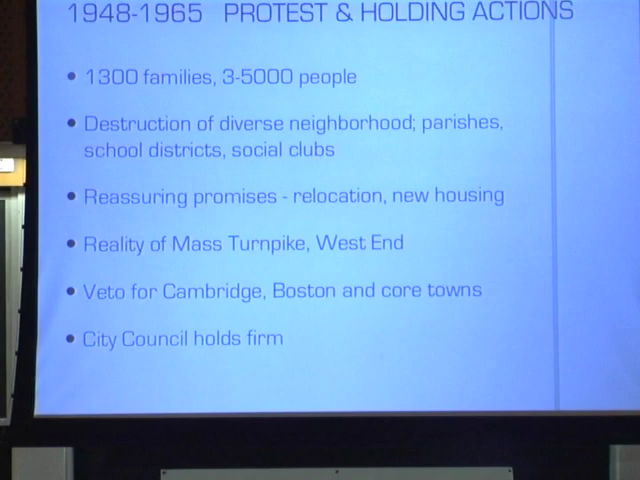 1948-1965 PROTEST & HOLDING ACTIONS
• 1300 families, 3-5000 people
• Destruction of diverse neighborhood; parishes,
school districts, social clubs
• Reassuring promises - relocation, new housing
• Reality of Mass Turnpike, West End
• Veto for Cambridge, Boston and core towns
• City Council holds firm